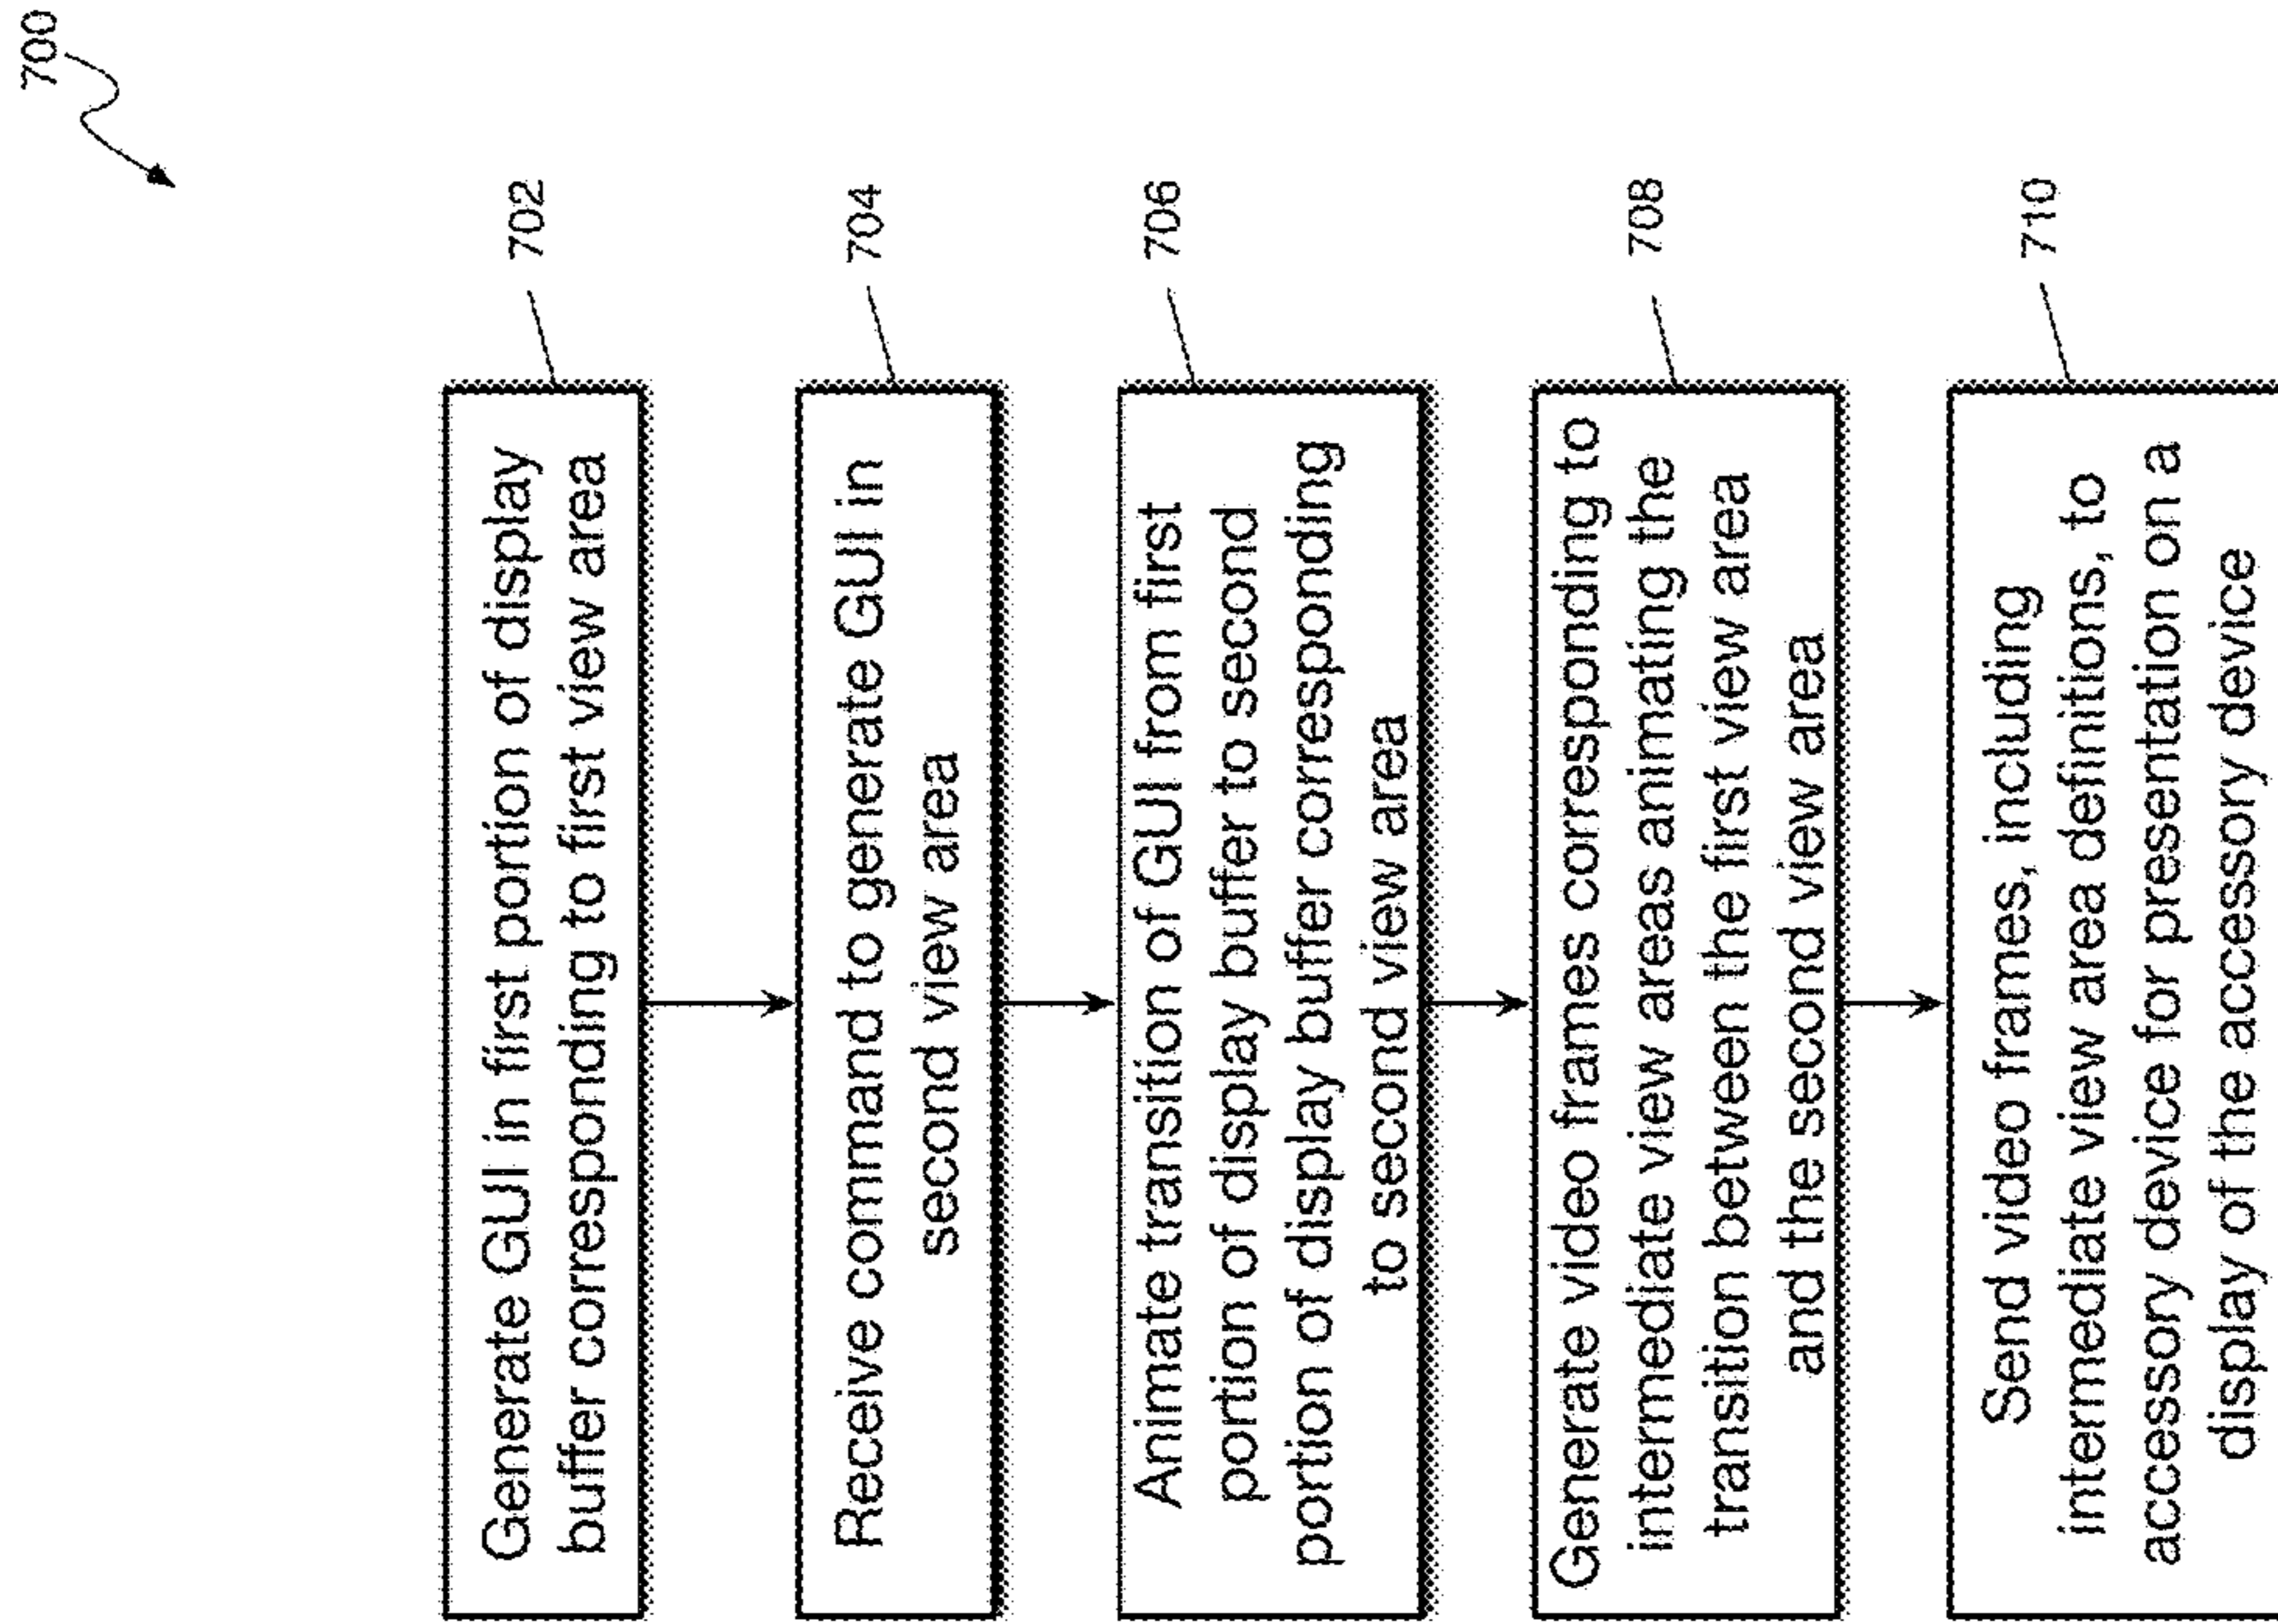 700
Generate GUI in first portion of display
buffer corresponding to first view area
702
Receive command to generate GUI in
second view area
704
Animate transition of GUI from first
portion of display buffer to second
portion of display buffer corresponding
to second view area
706
Generate video frames corresponding to
intermediate view areas animating the
transition between the first view area
and the second view area
708
Send video frames, including
intermediate view area definitions, to
accessory device for presentation on a
display of the accessory device
710